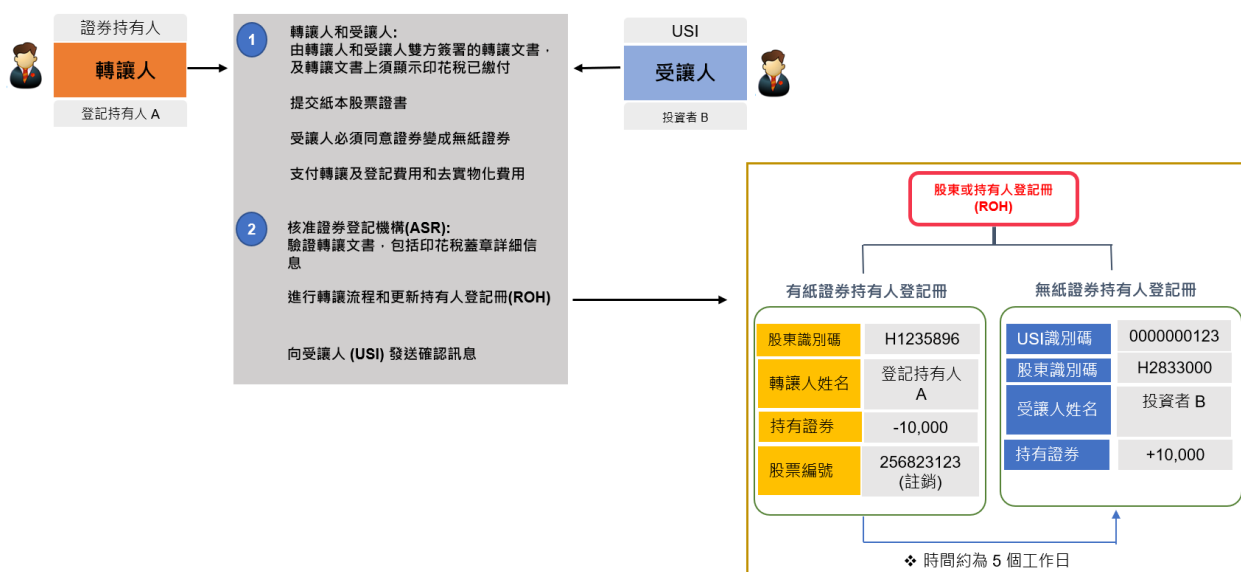 證券持有人
轉讓人
登記持有人 A
1
轉讓人和受讓人:
由轉讓人和受讓人雙方簽署的轉讓文書，
及轉讓文書上須顯示印花稅已繳付
提交紙本股票證書
受讓人必須同意證券變成無紙證券
支付轉讓及登記費用和去實物化費用
2
核准證券登記機構(ASR):
驗證轉讓文書，包括印花稅蓋章詳細信
息
進行轉讓流程和更新持有人登記冊(ROH)
向受讓人 (USI) 發送確認訊息
USI
受讓人
投資者 B
股東或持有人登記冊
(ROH)
有紙證券持有人登記冊
股東識別碼 H1235896
轉讓人姓名 登記持有人
A
持有證券 -10,000
股票編號 256823123
(註銷)
無紙證券持有人登記冊
USI識別碼 0000000123
股東識別碼 H2833000
受讓人姓名 投資者 B
持有證券 +10,000
❖ 時間約為 5 個工作日